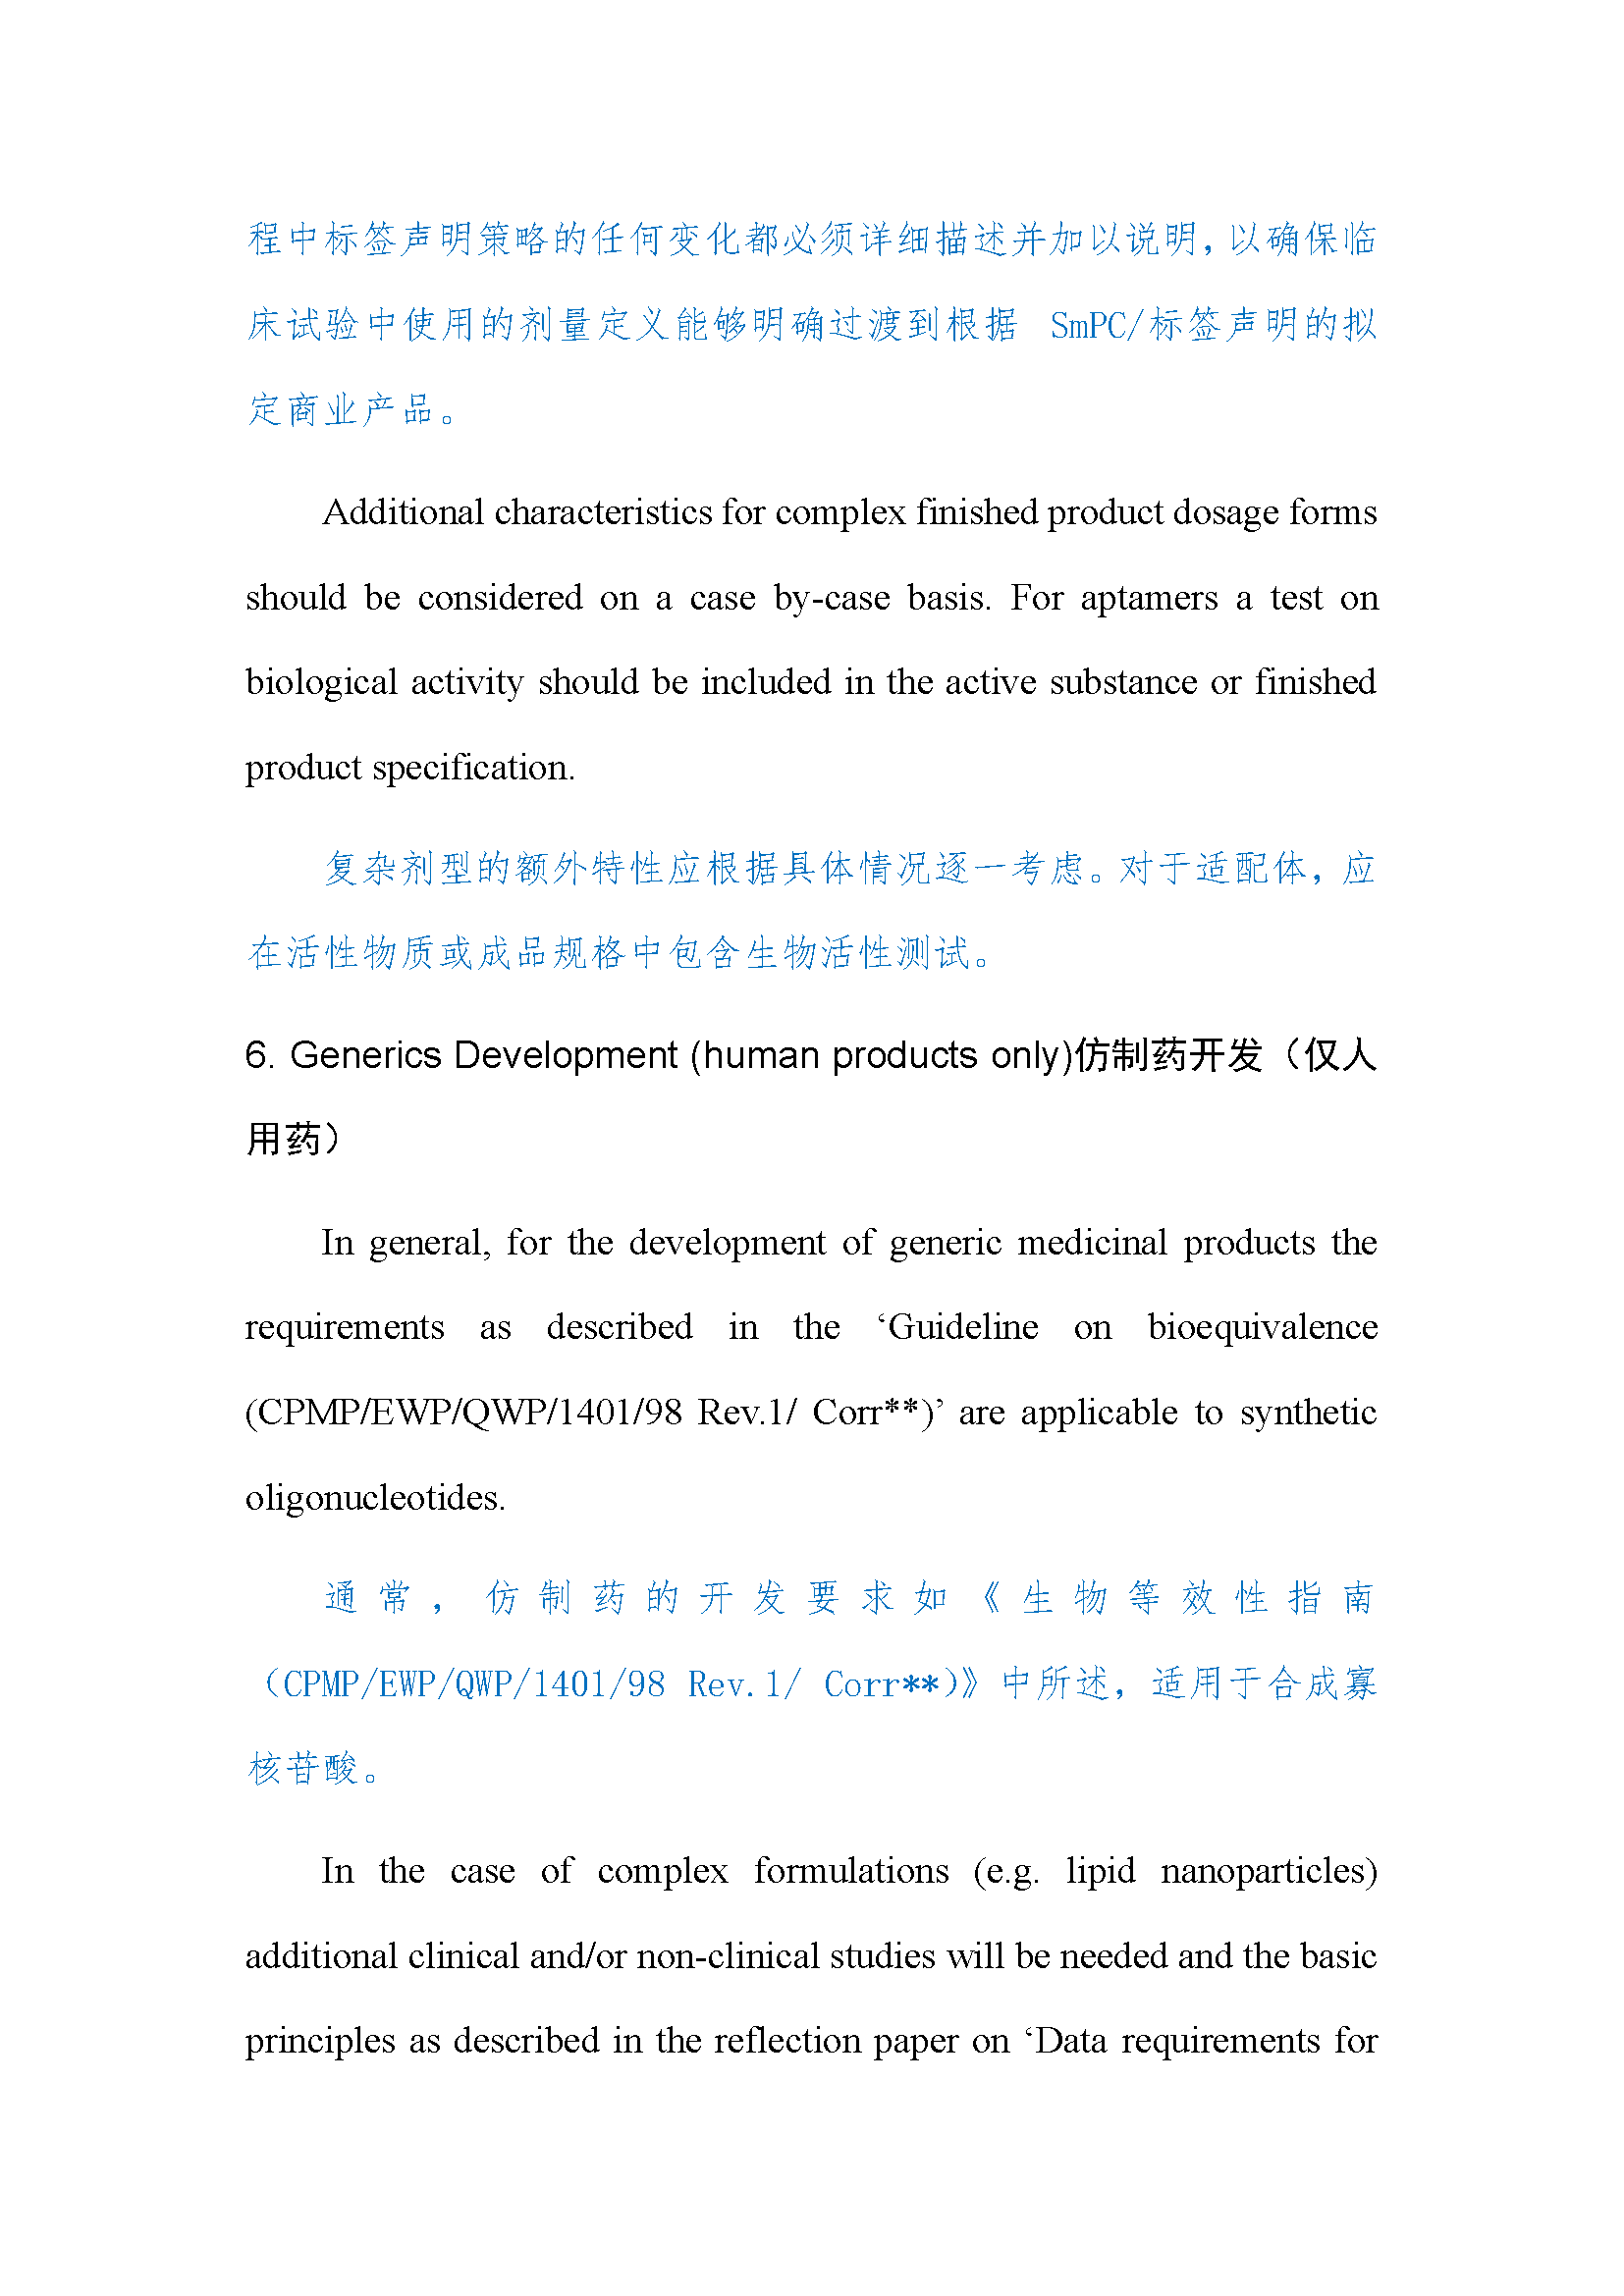 程中标签声明策略的任何变化都必须详细描述并加以说明，以确保临
床试验中使用的剂量定义能够明确过渡到根据 SmPC/标签声明的拟
定商业产品。
Additional characteristics for complex finished product dosage forms
should be considered on a case by-case basis. For aptamers a test on
biological activity should be included in the active substance or finished
product specification.
复杂剂型的额外特性应根据具体情况逐一考虑。对于适配体，应
在活性物质或成品规格中包含生物活性测试。
6. Generics Development (human products only)仿制药开发（仅人
用药）
In general, for the development of generic medicinal products the
requirements as described in the ‘Guideline on bioequivalence
(CPMP/EWP/QWP/1401/98 Rev.1/ Corr**)’ are applicable to synthetic
oligonucleotides.
通常，仿制药的开发要求如《生物等效性指南
（CPMP/EWP/QWP/1401/98 Rev.1/ Corr**)》中所述，适用于合成寡
核苷酸。
In the case of complex formulations (e.g. lipid nanoparticles)
additional clinical and/or non-clinical studies will be needed and the basic
principles as described in the reflection paper on ‘Data requirements for